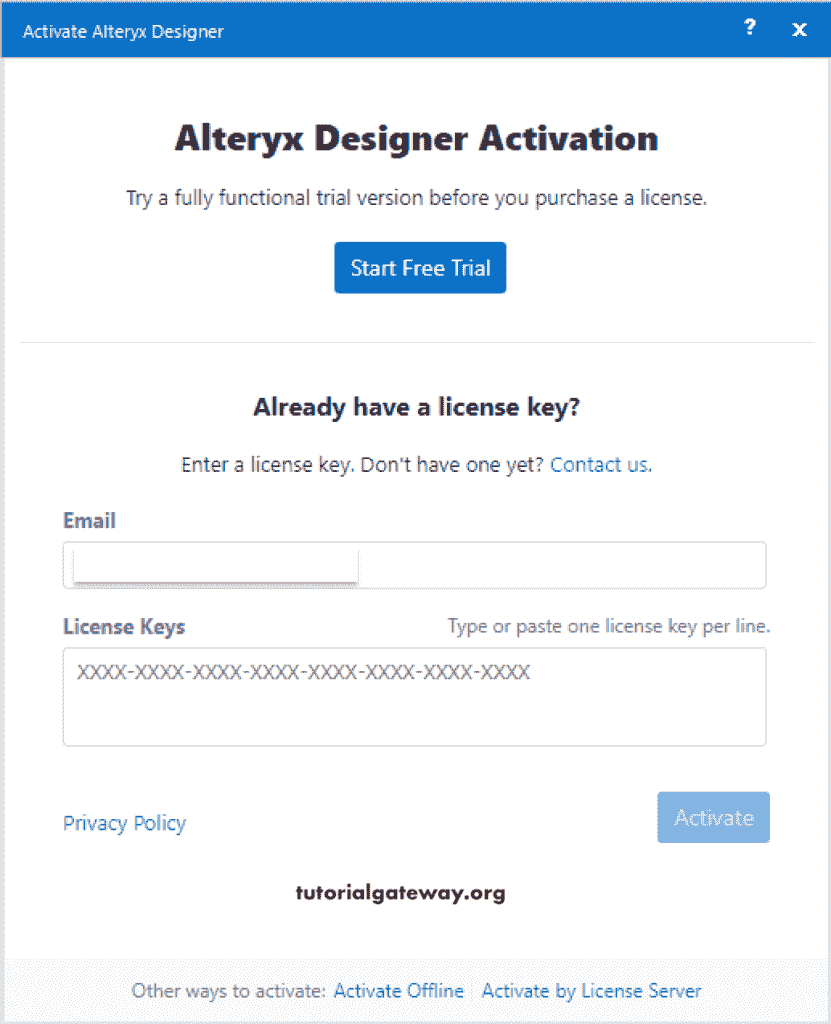 Activate Alteryx Designer ? x
Alteryx Designer Activation
Try a fully functional trial version before you purchase a license.
Start Free Trial
Already have a license key?
Enter a license key. Don't have one yet? Contact us.
Email
License Keys Type or paste one license key per line.
XXXX-XXXX-XXXX-XXXX-XXXX-XXXX-XXXX-XXXX
Privacy Policy Activate
tutorialgateway.org
Other ways to activate: Activate Offline Activate by License Server